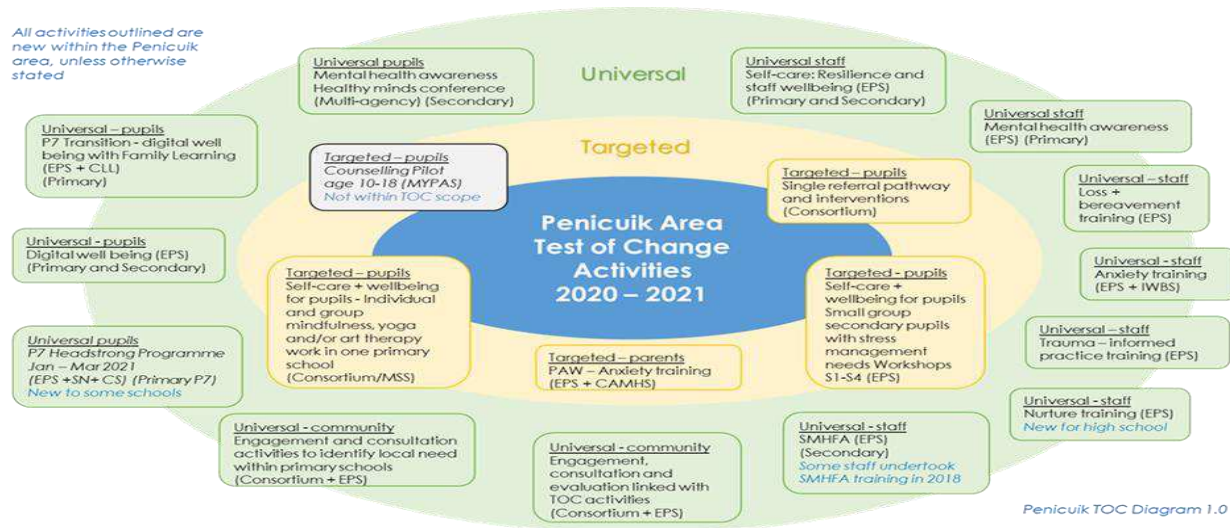 All activities outlined are
new within the Penicuik
area, unless otherwise
stated
Universal
Universal pupils
Mental health awareness
Healthy minds conference
(Multi-agency) (Secondary)
Universal staff
Self-care: Resilience and
staff wellbeing (EPS)
(Primary and Secondary)
Universal staff
Mental health awareness
(EPS) (Primary)
Universal – pupils
P7 Transition - digital well
being with Family Learning
(EPS + CLL)
(Primary)
Targeted
Targeted – pupils
Counselling Pilot
age 10-18 (MYPAS)
Not within TOC scope
Targeted – pupils
Single referral pathway
and interventions
(Consortium)
Universal – staff
Loss +
bereavement
training (EPS)
Penicuik Area
Test of Change
Activities
2020 – 2021
Universal - pupils
Digital well being (EPS)
(Primary and Secondary)
Universal - staff
Anxiety training
(EPS + IWBS)
Targeted – pupils
Self-care + wellbeing
for pupils - Individual
and group
mindfulness, yoga
and/or art therapy
work in one primary
school
(Consortium/MSS)
Targeted – pupils
Self-care +
wellbeing for pupils
Small group
secondary pupils
with stress
management
needs Workshops
S1-S4 (EPS)
Universal pupils
P7 Headstrong Programme
Jan – Mar 2021
(EPS +SN+ CS) (Primary P7)
New to some schools
Targeted – parents
PAW – Anxiety training
(EPS + CAMHS)
Universal – staff
Trauma – informed
practice training (EPS)
Universal - staff
Nurture training (EPS)
New for high school
Universal - community
Engagement and consultation
activities to identify local need
within primary schools
(Consortium + EPS)
Universal - community
Engagement,
consultation and
evaluation linked with
TOC activities
(Consortium + EPS)
Universal - staff
SMHFA (EPS)
(Secondary)
Some staff undertook
SMHFA training in 2018
Penicuik TOC Diagram 1.0